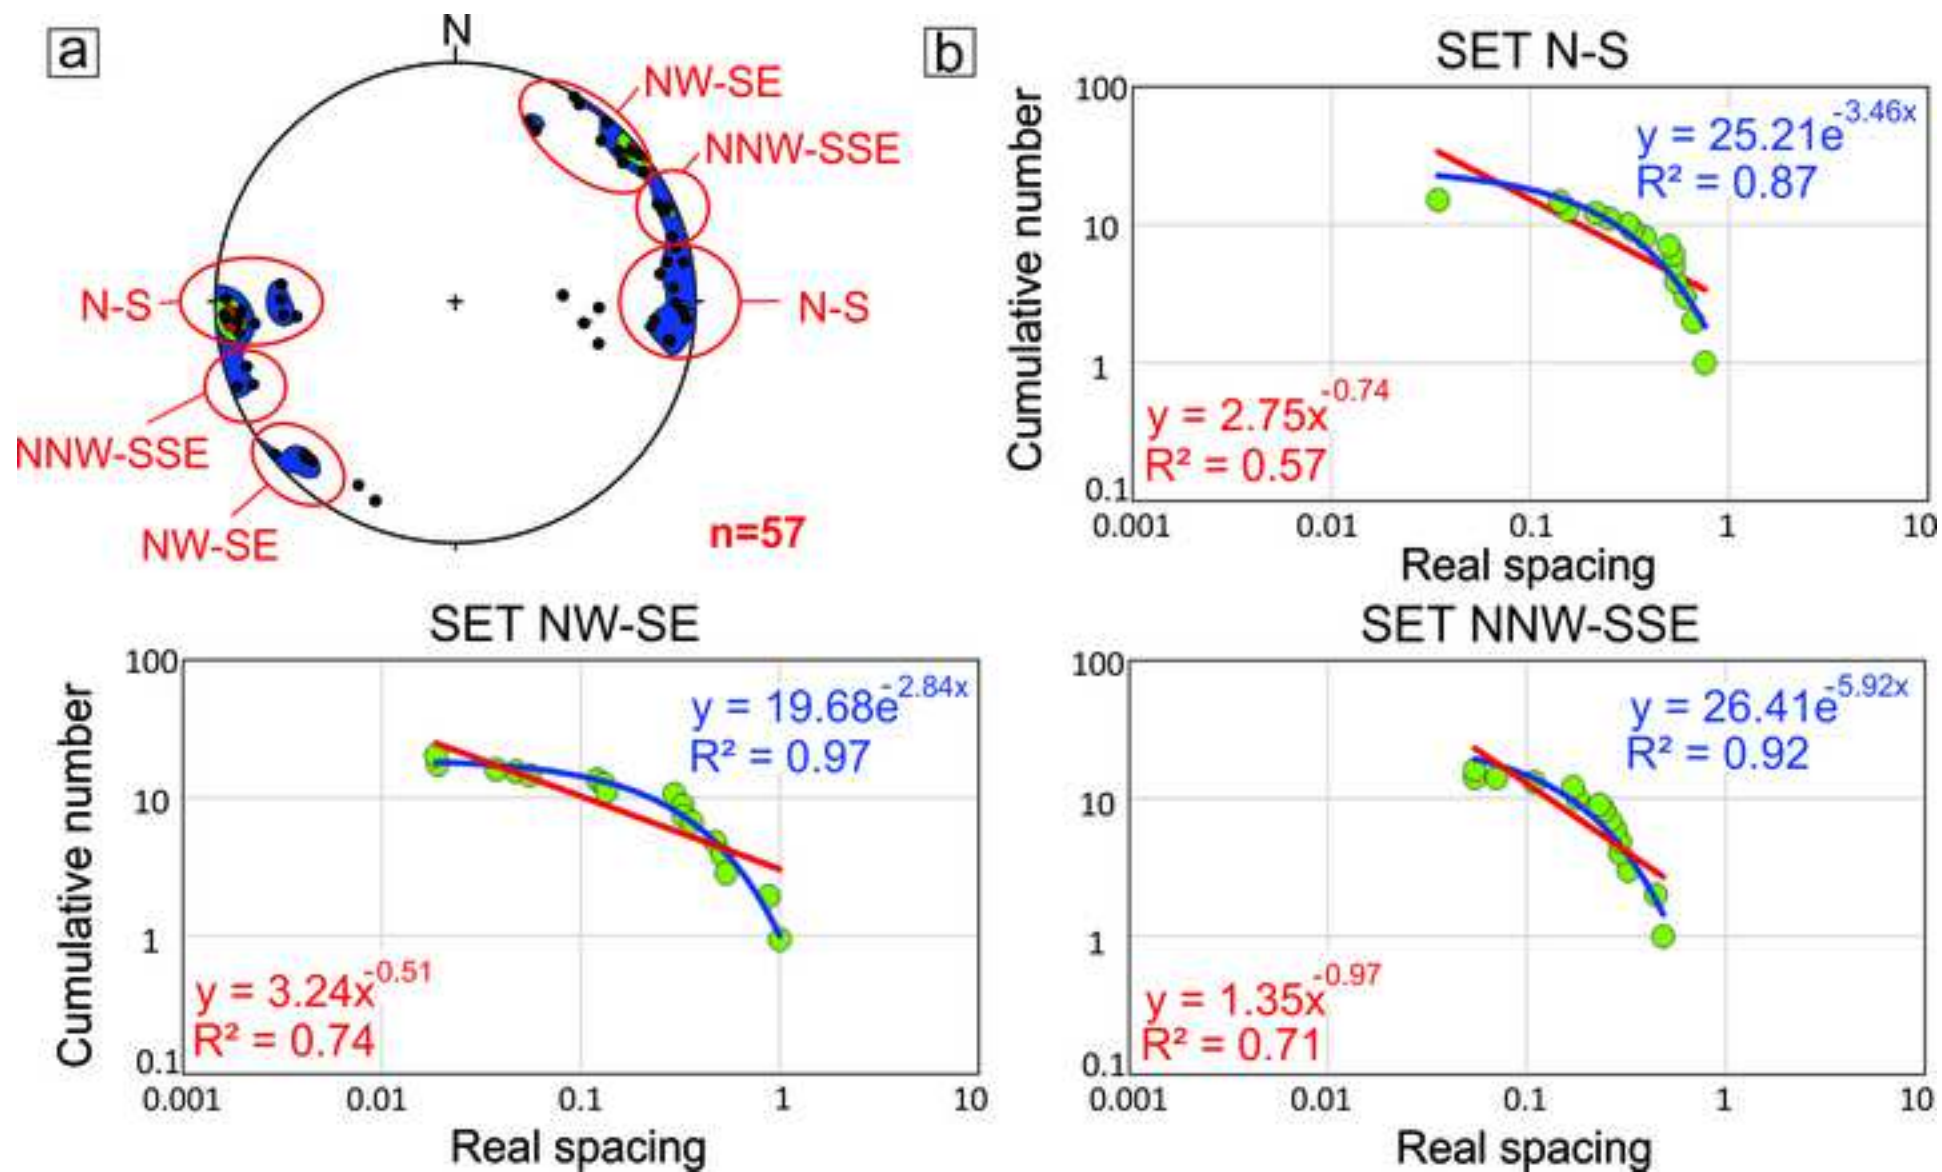 a
N
NW-SE
NNW-SSE
N-S
N-S
NNW-SSE
NW-SE
n=57
b
SET N-S
Cumulative number
100
10
1
0.1
y = 25.21e^-3.46x
R² = 0.87
y = 2.75x^-0.74
R² = 0.57
0.001 0.01 0.1 1 10
Real spacing
SET NW-SE
Cumulative number
100
10
1
0.1
y = 19.68e^-2.84x
R² = 0.97
y = 3.24x^-0.51
R² = 0.74
0.001 0.01 0.1 1 10
Real spacing
SET NNW-SSE
100
10
1
0.1
y = 26.41e^-5.92x
R² = 0.92
y = 1.35x^-0.97
R² = 0.71
0.001 0.01 0.1 1 10
Real spacing